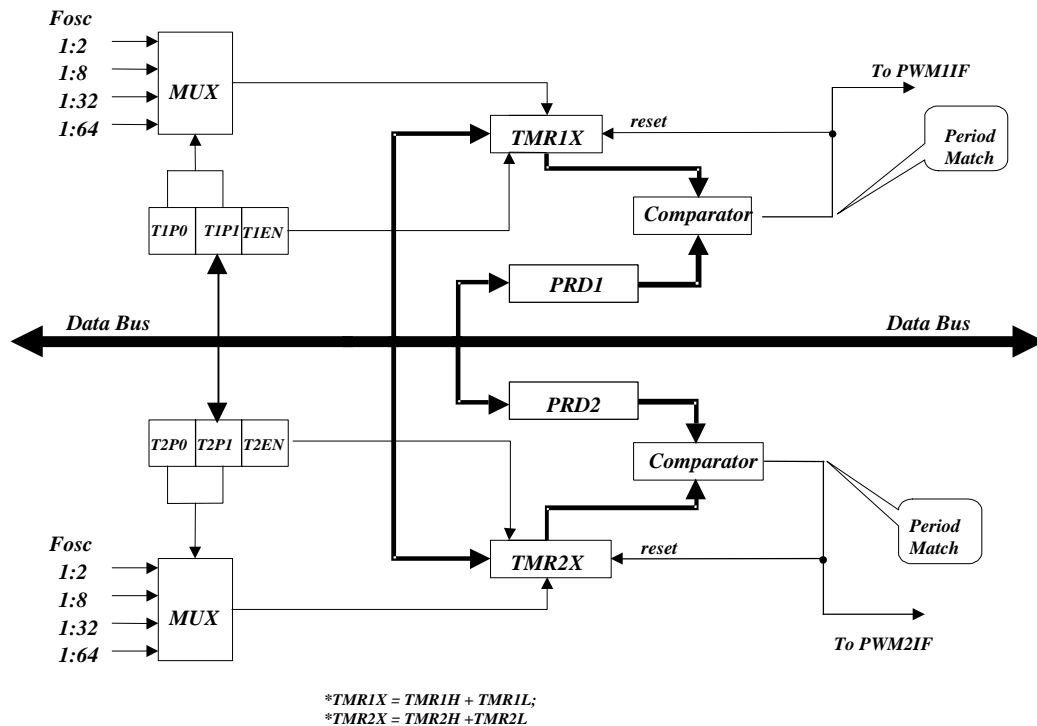 Fosc
1:2
1:8
1:32
1:64
MUX
To PWM1IF
TMR1X
reset
Period
Match
T1P0
T1P1
T1EN
Comparator
PRD1
Data Bus
Data Bus
PRD2
T2P0
T2P1
T2EN
Comparator
Period
Match
Fosc
1:2
1:8
1:32
1:64
MUX
TMR2X
reset
To PWM2IF
*TMR1X = TMR1H + TMR1L;
*TMR2X = TMR2H +TMR2L